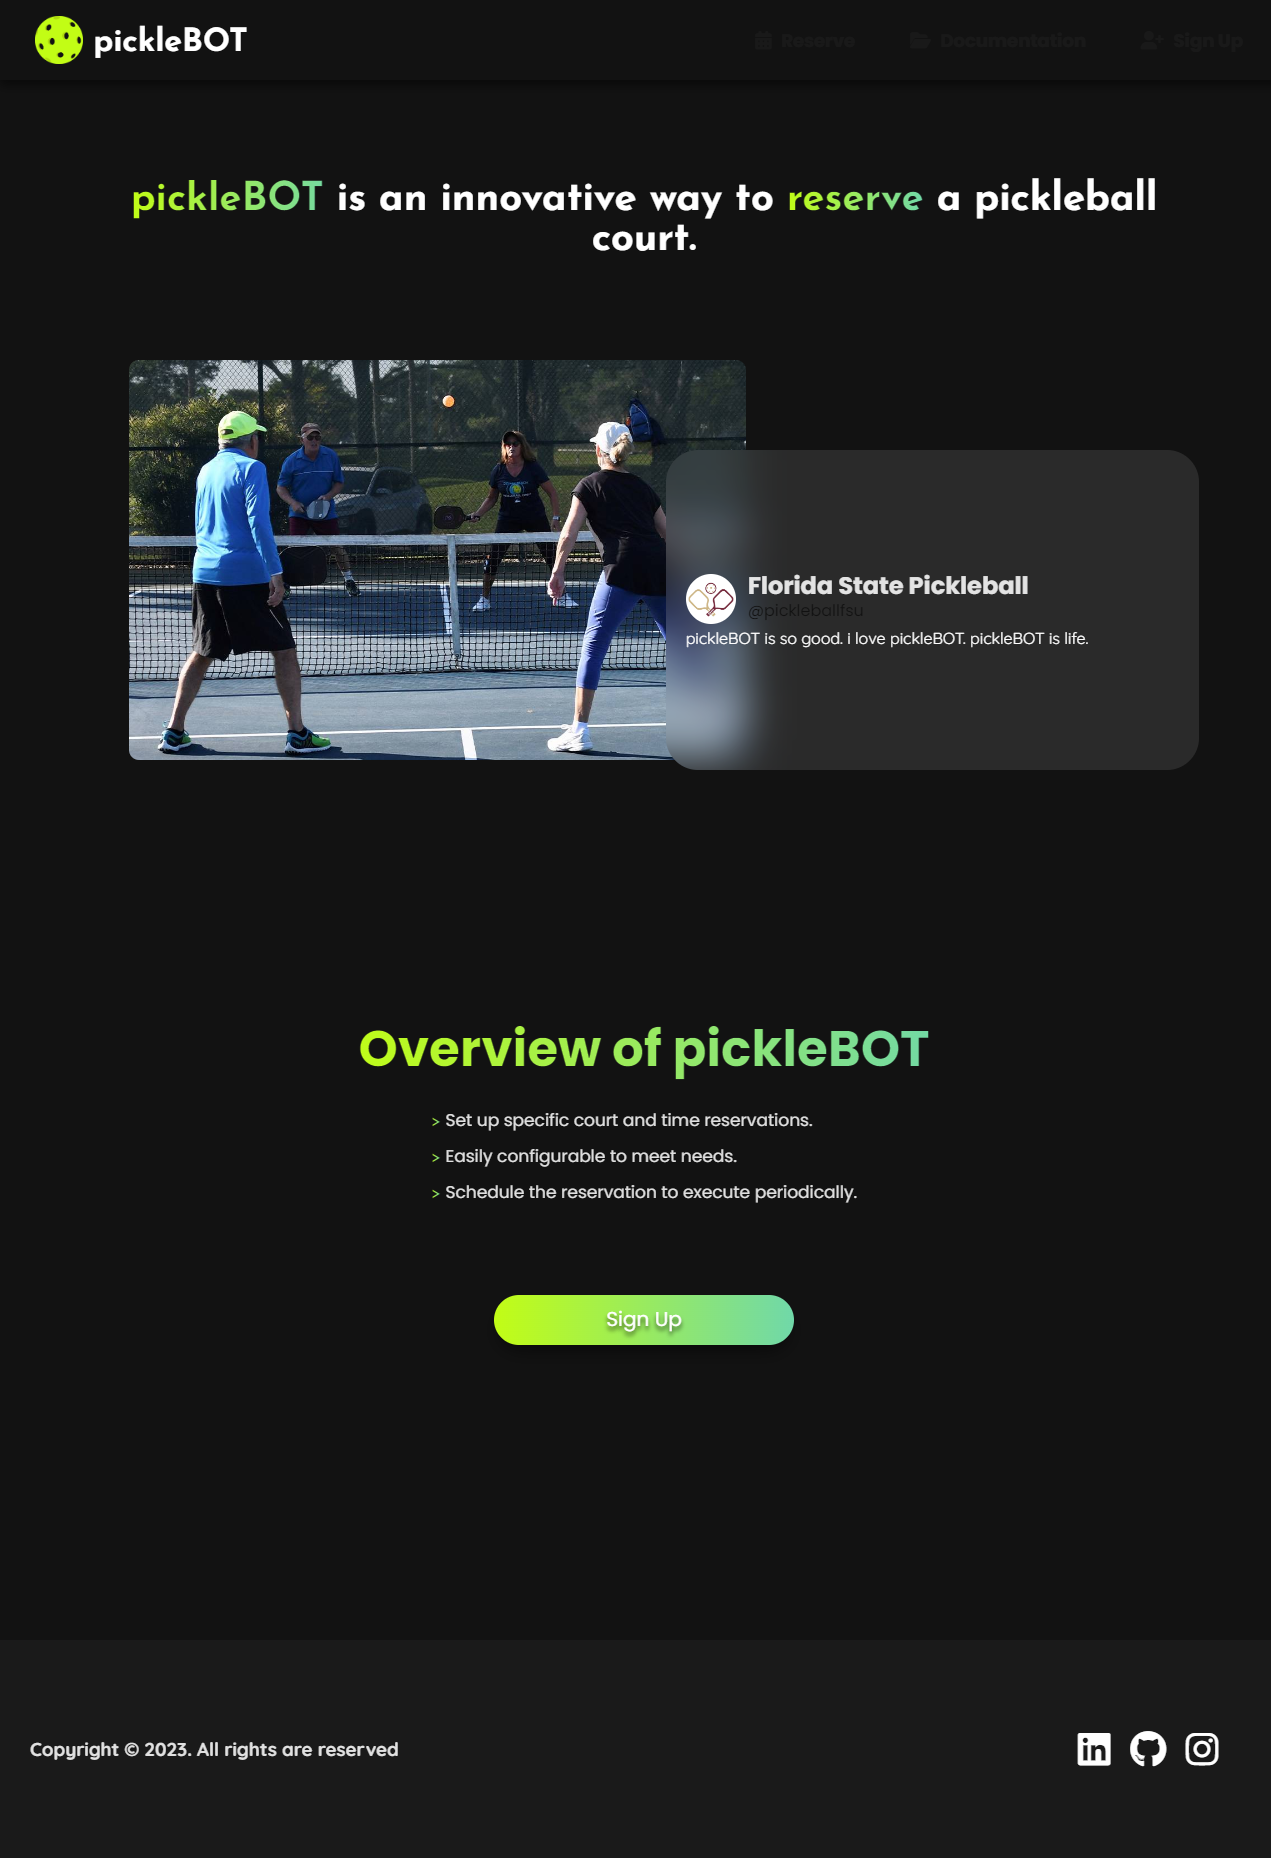 pickleBOT
Reserve
Documentation
Sign Up
pickleBOT is an innovative way to reserve a pickleball
court.
Florida State Pickleball
@pickleballfsu
pickleBOT is so good. i love pickleBOT. pickleBOT is life.
Overview of pickleBOT
> Set up specific court and time reservations.
> Easily configurable to meet needs.
> Schedule the reservation to execute periodically.
Sign Up
Copyright © 2023. All rights are reserved
in